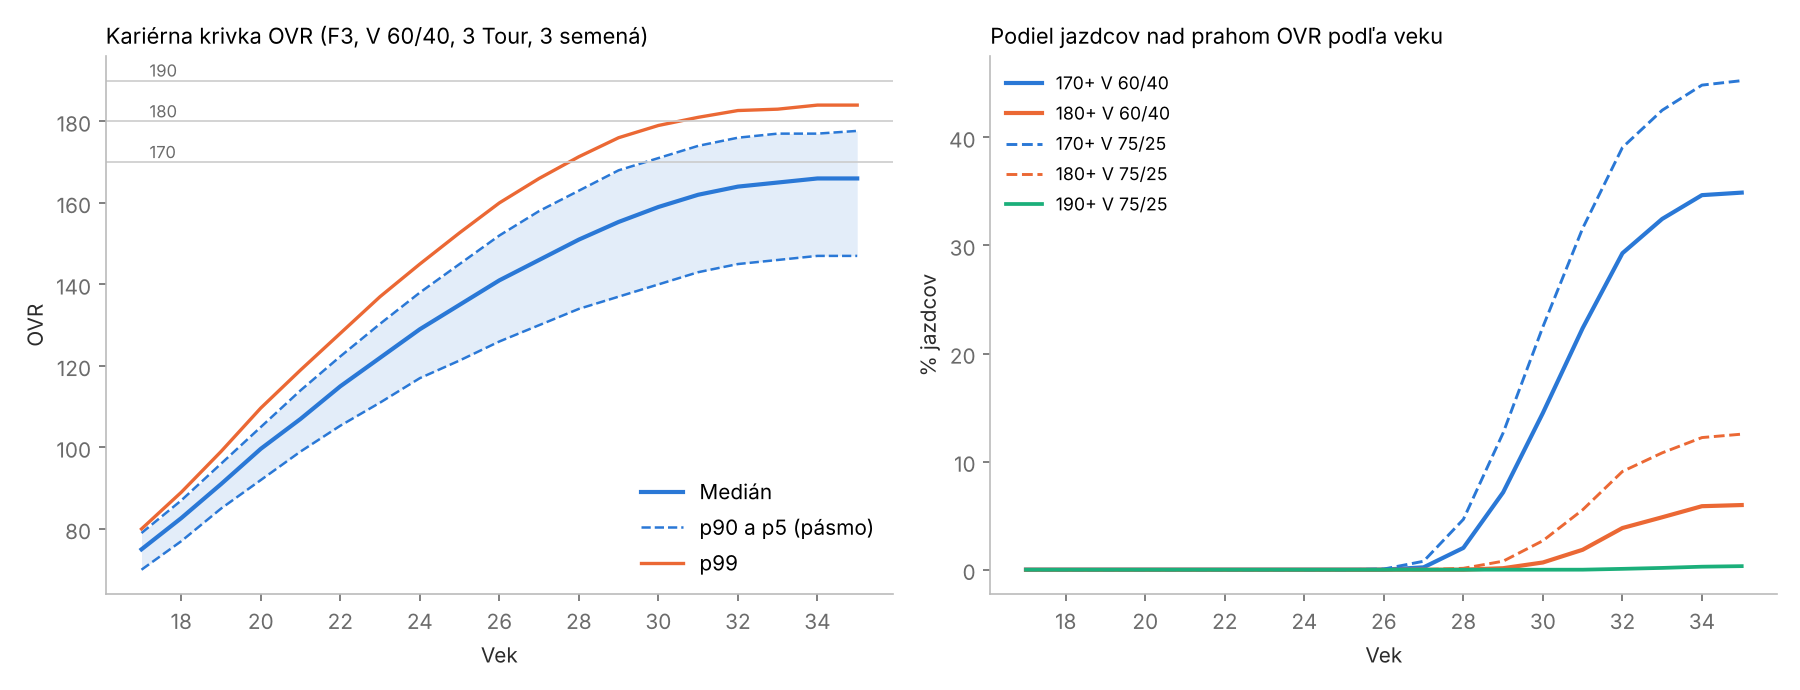 Kariérna krivka OVR (F3, V 60/40, 3 Tour, 3 semená)
190
180
170
180
160
140
120
100
80
OVR
Medián
p90 a p5 (pásmo)
p99
18 20 22 24 26 28 30 32 34
Vek
Podiel jazdcov nad prahom OVR podľa veku
170+ V 60/40
180+ V 60/40
170+ V 75/25
180+ V 75/25
190+ V 75/25
40
30
20
10
0
% jazdcov
18 20 22 24 26 28 30 32 34
Vek